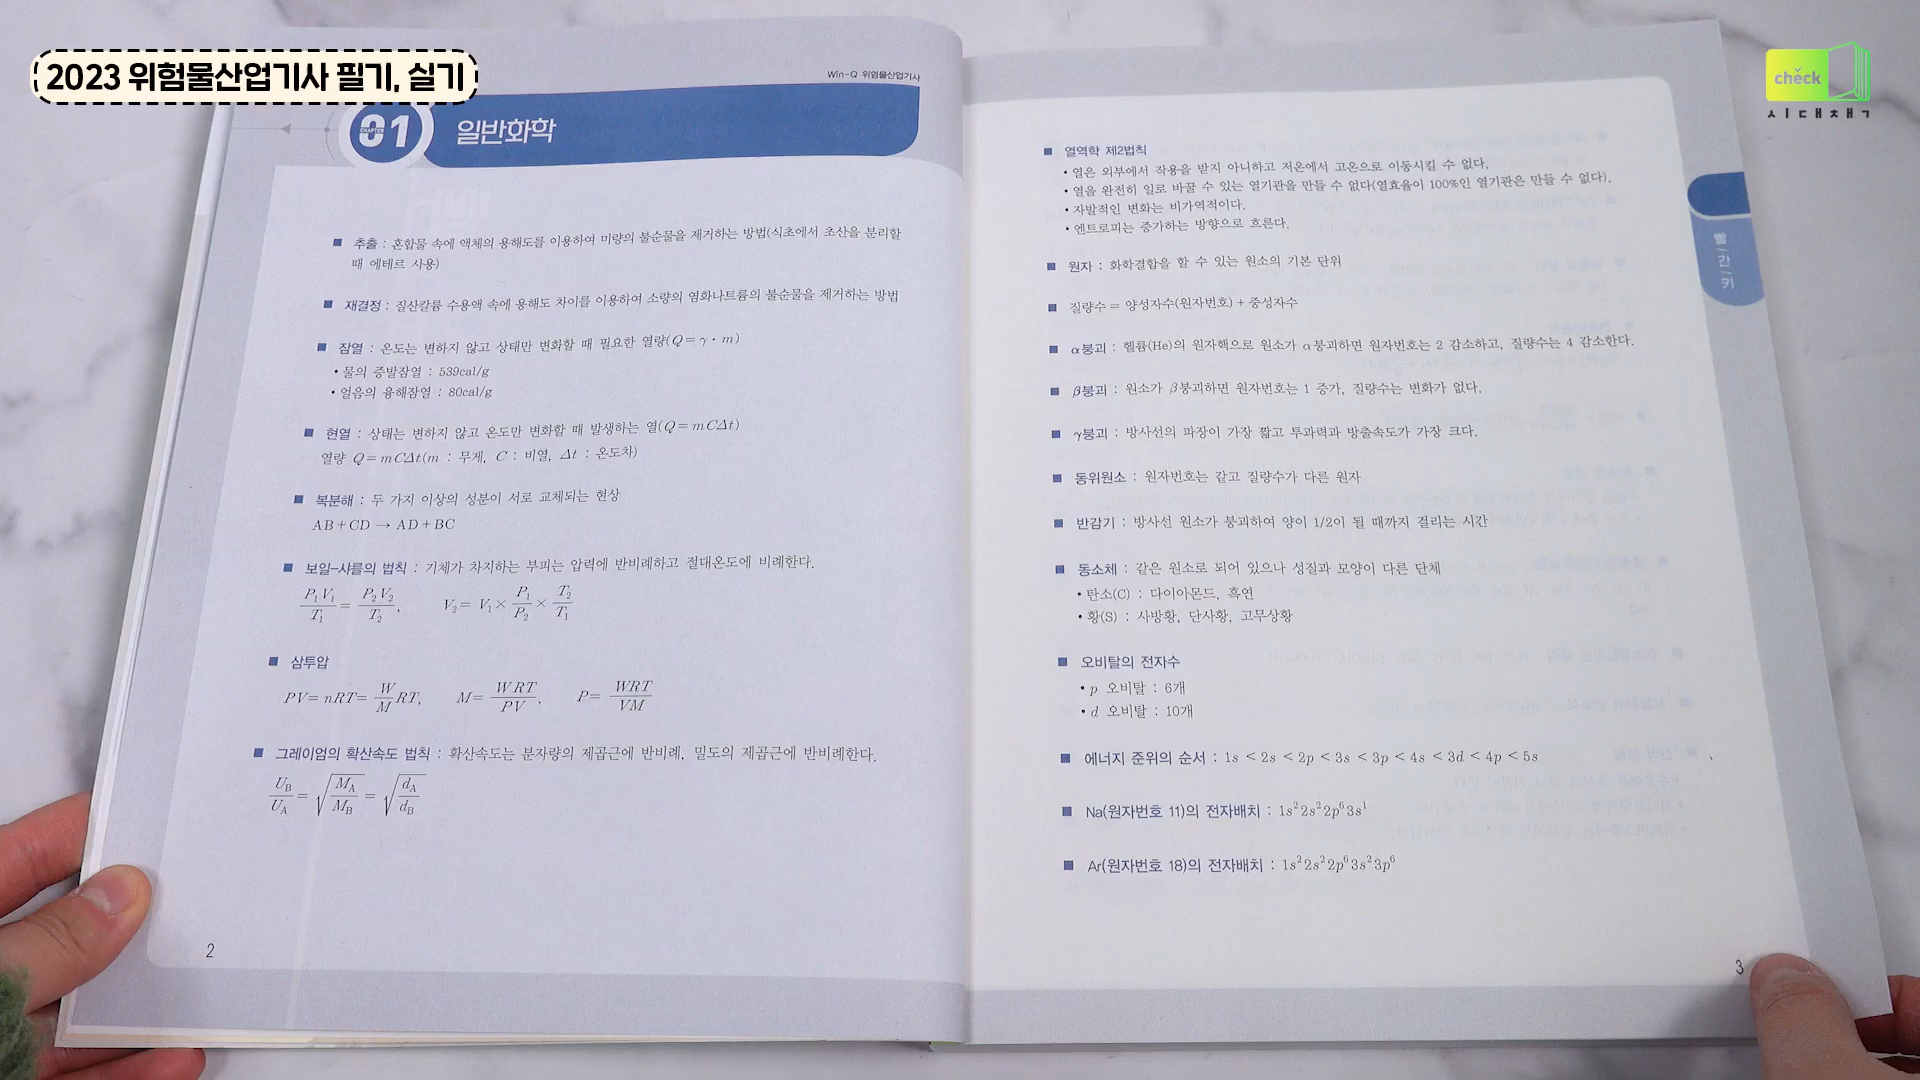 2023 위험물산업기사 필기, 실기
check
시대책ㄱ
Win-Q 위험물산업기사
CHAPTER 01 일반화학
■ 추출 : 혼합물 속에 액체의 용해도를 이용하여 미량의 불순물을 제거하는 방법(식초에서 초산을 분리할
때 에테르 사용)
■ 재결정 : 질산칼륨 수용액 속에 용해도 차이를 이용하여 소량의 염화나트륨의 불순물을 제거하는 방법
■ 잠열 : 온도는 변하지 않고 상태만 변화할 때 필요한 열량(Q=γ·m)
• 물의 증발잠열 : 539cal/g
• 얼음의 융해잠열 : 80cal/g
■ 현열 : 상태는 변하지 않고 온도만 변화할 때 발생하는 열(Q=mCΔt)
열량 Q=mCΔt(m : 무게, C : 비열, Δt : 온도차)
■ 복분해 : 두 가지 이상의 성분이 서로 교체되는 현상
AB+CD → AD+BC
■ 보일-샤를의 법칙 : 기체가 차지하는 부피는 압력에 반비례하고 절대온도에 비례한다.
P₁V₁/T₁ = P₂V₂/T₂, V₂ = V₁ × P₁/P₂ × T₂/T₁
■ 삼투압
PV = nRT = W/M RT, M = WRT/PV, P = WRT/VM
■ 그레이엄의 확산속도 법칙 : 확산속도는 분자량의 제곱근에 반비례, 밀도의 제곱근에 반비례한다.
U_B/U_A = √(M_A/M_B) = √(d_A/d_B)
2
■ 열역학 제2법칙
• 열은 외부에서 작용을 받지 아니하고 저온에서 고온으로 이동시킬 수 없다.
• 열을 완전히 일로 바꿀 수 있는 열기관을 만들 수 없다(열효율이 100%인 열기관은 만들 수 없다).
• 자발적인 변화는 비가역적이다.
• 엔트로피는 증가하는 방향으로 흐른다.
■ 원자 : 화학결합을 할 수 있는 원소의 기본 단위
■ 질량수 = 양성자수(원자번호) + 중성자수
■ α붕괴 : 헬륨(He)의 원자핵으로 원소가 α붕괴하면 원자번호는 2 감소하고, 질량수는 4 감소한다.
■ β붕괴 : 원소가 β붕괴하면 원자번호는 1 증가, 질량수는 변화가 없다.
■ γ붕괴 : 방사선의 파장이 가장 짧고 투과력과 방출속도가 가장 크다.
■ 동위원소 : 원자번호는 같고 질량수가 다른 원자
■ 반감기 : 방사선 원소가 붕괴하여 양이 1/2이 될 때까지 걸리는 시간
■ 동소체 : 같은 원소로 되어 있으나 성질과 모양이 다른 단체
• 탄소(C) : 다이아몬드, 흑연
• 황(S) : 사방황, 단사황, 고무상황
■ 오비탈의 전자수
• p 오비탈 : 6개
• d 오비탈 : 10개
■ 에너지 준위의 순서 : 1s < 2s < 2p < 3s < 3p < 4s < 3d < 4p < 5s
■ Na(원자번호 11)의 전자배치 : 1s²2s²2p⁶3s¹
■ Ar(원자번호 18)의 전자배치 : 1s²2s²2p⁶3s²3p⁶
빨/간/키
3